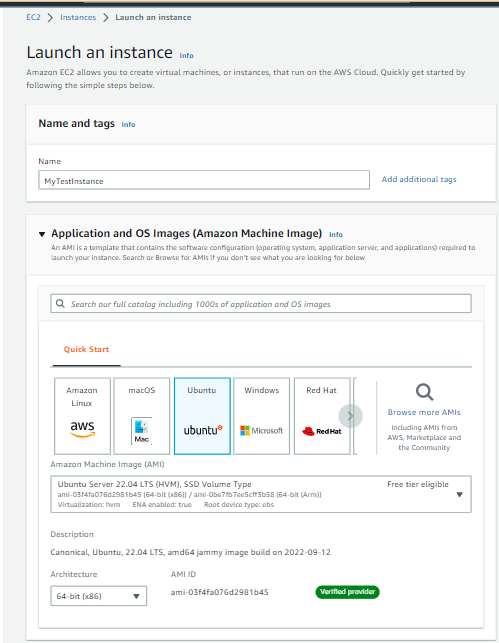 EC2 > Instances > Launch an instance
Launch an instance Info
Amazon EC2 allows you to create virtual machines, or instances, that run on the AWS Cloud. Quickly get started by
following the simple steps below.
Name and tags Info
Name
MyTestInstance
Add additional tags
Application and OS Images (Amazon Machine Image) Info
An AMI is a template that contains the software configuration (operating system, application server, and applications) required to
launch your instance. Search or Browse for AMIs if you don't see what you are looking for below
Search our full catalog including 1000s of application and OS images
Quick Start
Amazon
Linux
aws
macOS
Mac
Ubuntu
ubuntu®
Windows
Microsoft
Red Hat
Red Hat
Browse more AMIs
Including AMIs from
AWS, Marketplace and
the Community
Amazon Machine Image (AMI)
Ubuntu Server 22.04 LTS (HVM), SSD Volume Type
Free tier eligible
ami-03f4fa076d2981b45 (64-bit (x86)) / ami-0be7fb7ee5cff3b58 (64-bit (Arm))
Virtualization: hvm ENA enabled: true Root device type: ebs
Description
Canonical, Ubuntu, 22.04 LTS, amd64 jammy image build on 2022-09-12
Architecture
AMI ID
64-bit (x86)
ami-03f4fa076d2981b45
Verified provider